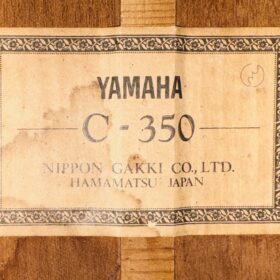 YAMAHA
C - 350
NIPPON GAKKI CO., LTD.
HAMAMATSU JAPAN